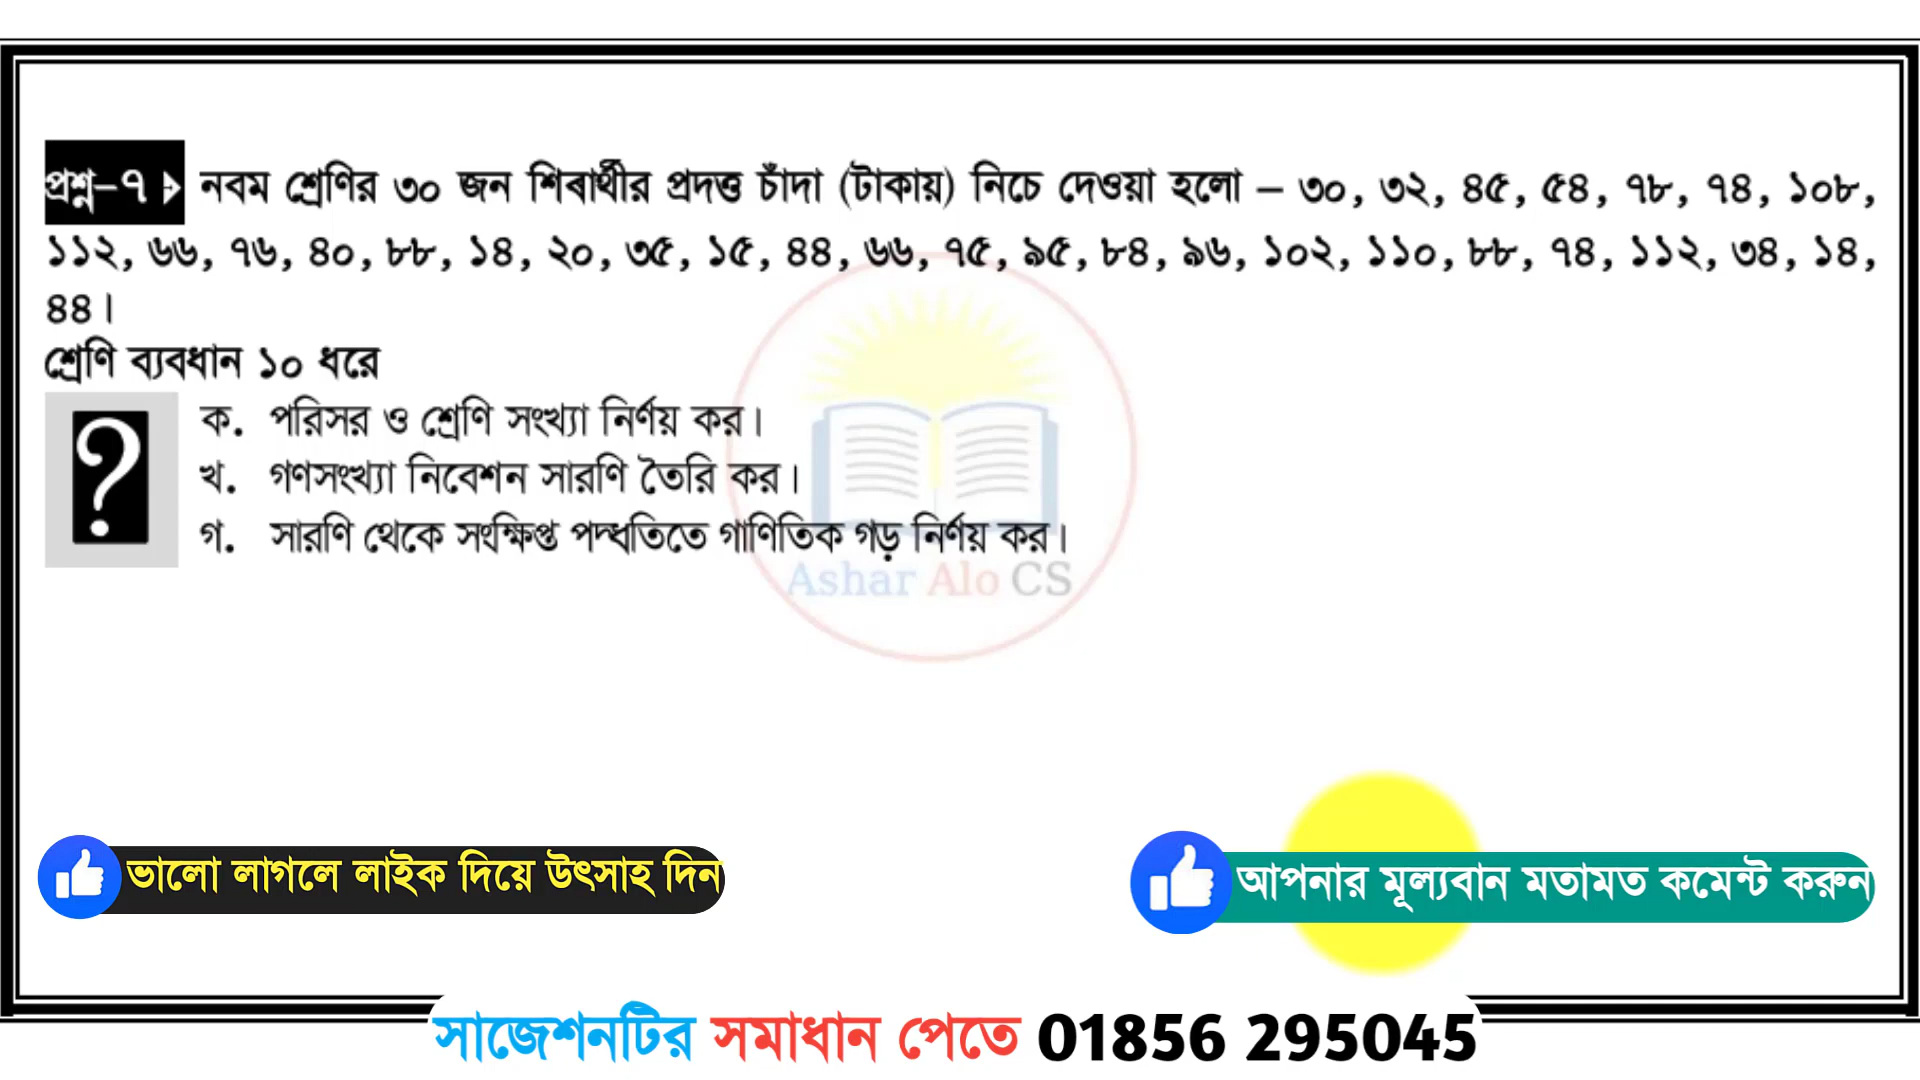 প্রশ্ন–৭ নবম শ্রেণির ৩০ জন শিৰার্থীর প্রদত্ত চাঁদা (টাকায়) নিচে দেওয়া হলো – ৩০, ৩২, ৪৫, ৫৪, ৭৮, ৭৪, ১০৮,
১১২, ৬৬, ৭৬, ৪০, ৮৮, ১৪, ২০, ৩৫, ১৫, ৪৪, ৬৬, ৭৫, ৯৫, ৮৪, ৯৬, ১০২, ১১০, ৮৮, ৭৪, ১১২, ৩৪, ১৪,
৪৪।
শ্রেণি ব্যবধান ১০ ধরে
?
ক. পরিসর ও শ্রেণি সংখ্যা নির্ণয় কর।
খ. গণসংখ্যা নিবেশন সারণি তৈরি কর।
গ. সারণি থেকে সংক্ষিপ্ত পদ্ধতিতে গাণিতিক গড় নির্ণয় কর।
Ashar Alo CS
ভালো লাগলে লাইক দিয়ে উৎসাহ দিন
আপনার মূল্যবান মতামত কমেন্ট করুন
সাজেশনটির সমাধান পেতে 01856 295045